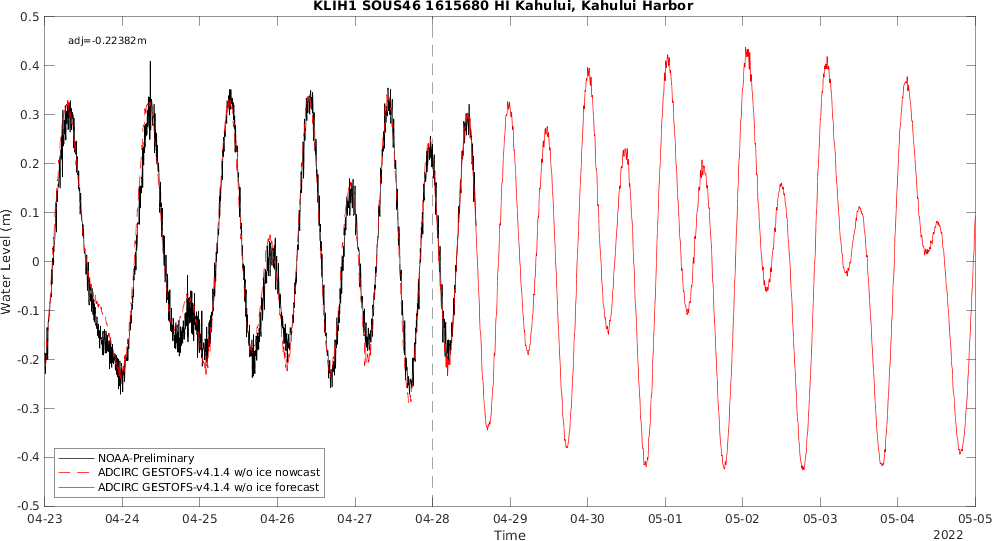 KLIH1 SOUS46 1615680 HI Kahului, Kahului Harbor
adj=-0.22382m
0.5
0.4
0.3
0.2
0.1
0
-0.1
-0.2
-0.3
-0.4
-0.5
Water Level (m)
NOAA-Preliminary
ADCIRC GESTOFS-v4.1.4 w/o ice nowcast
ADCIRC GESTOFS-v4.1.4 w/o ice forecast
04-23 04-24 04-25 04-26 04-27 04-28 04-29 04-30 05-01 05-02 05-03 05-04 05-05
Time
2022